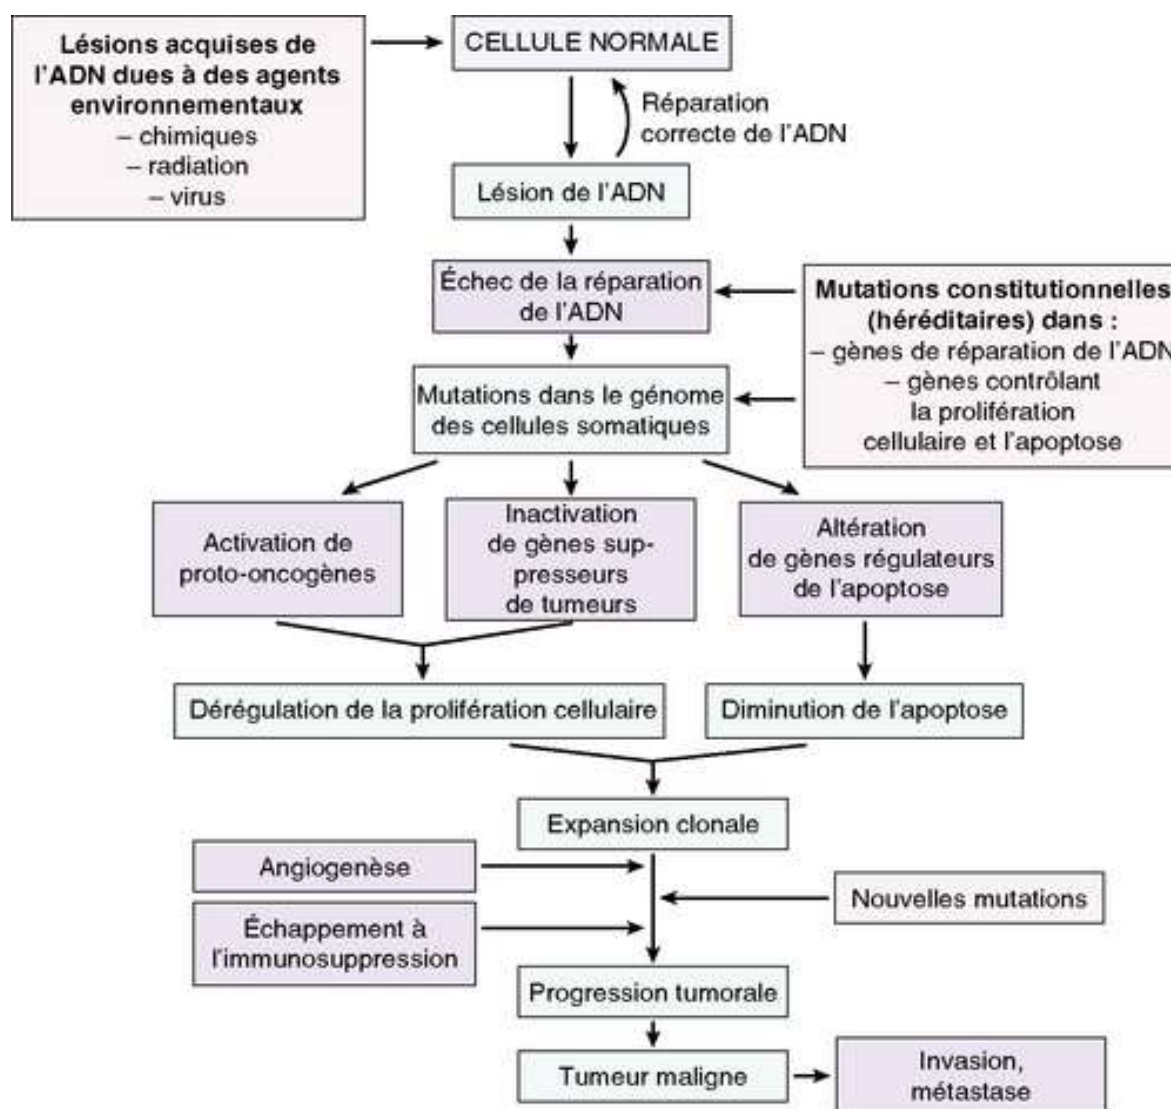 Lésions acquises de
l'ADN dues à des agents
environnementaux
– chimiques
– radiation
– virus
CELLULE NORMALE
Réparation
correcte de l'ADN
Lésion de l'ADN
Échec de la réparation
de l'ADN
Mutations constitutionnelles
(héréditaires) dans :
– gènes de réparation de l'ADN
– gènes contrôlant
la prolifération
cellulaire et l'apoptose
Mutations dans le génome
des cellules somatiques
Activation de
proto-oncogènes
Inactivation
de gènes sup-
presseurs
de tumeurs
Altération
de gènes régulateurs
de l'apoptose
Dérégulation de la prolifération cellulaire
Diminution de l'apoptose
Expansion clonale
Angiogenèse
Nouvelles mutations
Échappement à
l'immunosuppression
Progression tumorale
Tumeur maligne
Invasion,
métastase